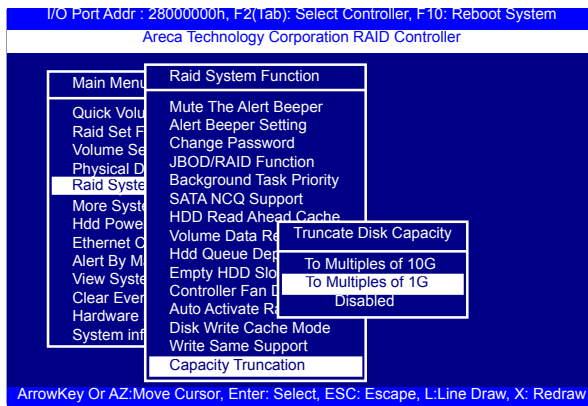 I/O Port Addr : 28000000h, F2(Tab): Select Controller, F10: Reboot System
Areca Technology Corporation RAID Controller
Main Menu
Quick Volu
Raid Set F
Volume Se
Physical D
Raid Syste
More Syste
Hdd Powe
Ethernet C
Alert By M
View Syste
Clear Even
Hardware
System inf
Raid System Function
Mute The Alert Beeper
Alert Beeper Setting
Change Password
JBOD/RAID Function
Background Task Priority
SATA NCQ Support
HDD Read Ahead Cache
Volume Data Re
Hdd Queue Dep
Empty HDD Slo
Controller Fan D
Auto Activate Ra
Disk Write Cache Mode
Write Same Support
Capacity Truncation
Truncate Disk Capacity
To Multiples of 10G
To Multiples of 1G
Disabled
ArrowKey Or AZ:Move Cursor, Enter: Select, ESC: Escape, L:Line Draw, X: Redraw